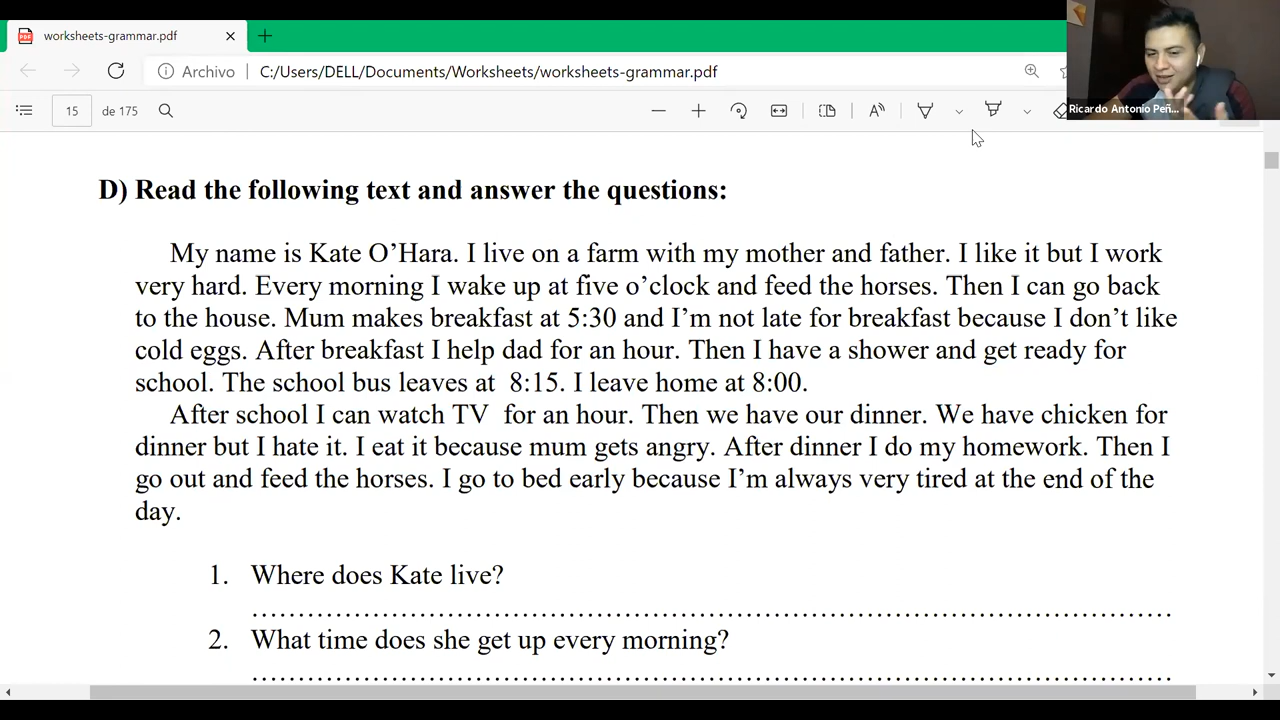 worksheets-grammar.pdf
Archivo C:/Users/DELL/Documents/Worksheets/worksheets-grammar.pdf
15 de 175
Ricardo Antonio Peñ...
D) Read the following text and answer the questions:
My name is Kate O’Hara. I live on a farm with my mother and father. I like it but I work
very hard. Every morning I wake up at five o’clock and feed the horses. Then I can go back
to the house. Mum makes breakfast at 5:30 and I’m not late for breakfast because I don’t like
cold eggs. After breakfast I help dad for an hour. Then I have a shower and get ready for
school. The school bus leaves at 8:15. I leave home at 8:00.
After school I can watch TV for an hour. Then we have our dinner. We have chicken for
dinner but I hate it. I eat it because mum gets angry. After dinner I do my homework. Then I
go out and feed the horses. I go to bed early because I’m always very tired at the end of the
day.
1. Where does Kate live?
2. What time does she get up every morning?